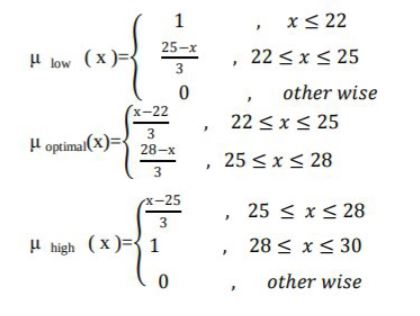 μ low (x)={ 1 , x ≤ 22
25−x/3 , 22 ≤ x ≤ 25
0 , other wise
μ optimal(x)={ x−22/3 , 22 ≤ x ≤ 25
28−x/3 , 25 ≤ x ≤ 28
μ high (x)={ x−25/3 , 25 ≤ x ≤ 28
1 , 28 ≤ x ≤ 30
0 , other wise